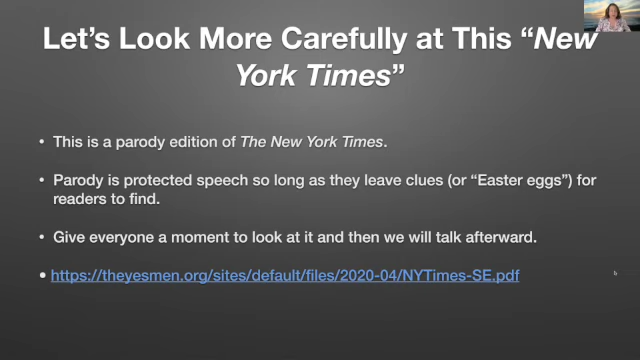 Let's Look More Carefully at This “New
York Times”
• This is a parody edition of The New York Times.
• Parody is protected speech so long as they leave clues (or “Easter eggs”) for
readers to find.
• Give everyone a moment to look at it and then we will talk afterward.
• https://theyesmen.org/sites/default/files/2020-04/NYTimes-SE.pdf